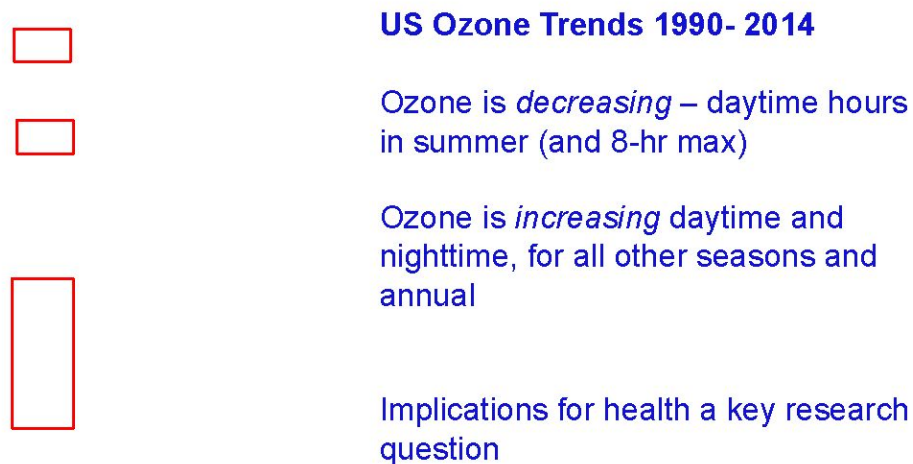 US Ozone Trends 1990- 2014
Ozone is decreasing – daytime hours
in summer (and 8-hr max)
Ozone is increasing daytime and
nighttime, for all other seasons and
annual
Implications for health a key research
question